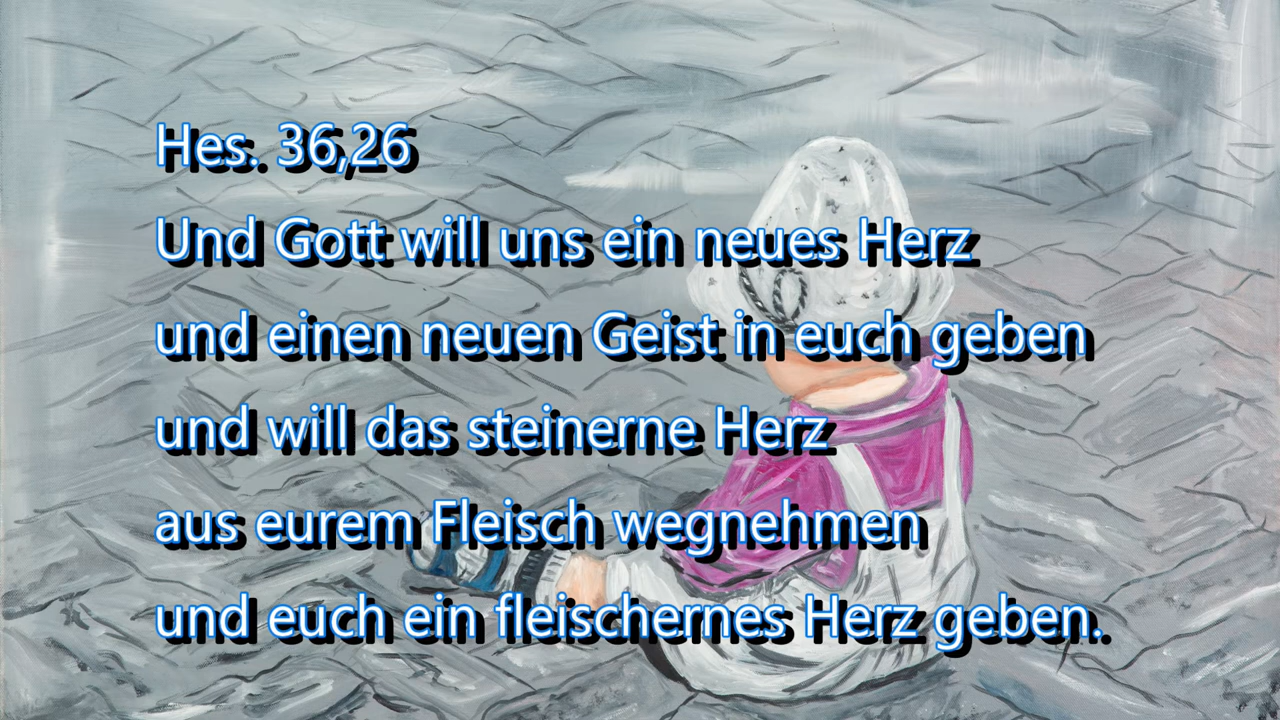 Hes. 36,26
Und Gott will uns ein neues Herz
und einen neuen Geist in euch geben
und will das steinerne Herz
aus eurem Fleisch wegnehmen
und euch ein fleischernes Herz geben.